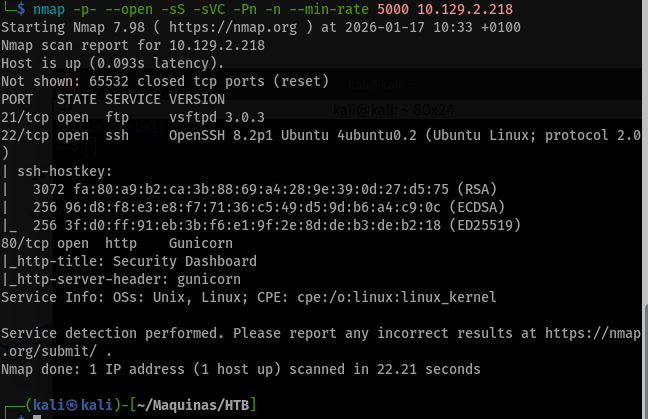 └─$ nmap -p- --open -sS -sVC -Pn -n --min-rate 5000 10.129.2.218
Starting Nmap 7.98 ( https://nmap.org ) at 2026-01-17 10:33 +0100
Nmap scan report for 10.129.2.218
Host is up (0.093s latency).
Not shown: 65532 closed tcp ports (reset)
PORT   STATE SERVICE VERSION
21/tcp open  ftp     vsftpd 3.0.3
kali@kali: ~ 80x24
22/tcp open  ssh     OpenSSH 8.2p1 Ubuntu 4ubuntu0.2 (Ubuntu Linux; protocol 2.0
)
| ssh-hostkey:
|   3072 fa:80:a9:b2:ca:3b:88:69:a4:28:9e:39:0d:27:d5:75 (RSA)
|   256 96:d8:f8:e3:e8:f7:71:36:c5:49:d5:9d:b6:a4:c9:0c (ECDSA)
|_  256 3f:d0:ff:91:eb:3b:f6:e1:9f:2e:8d:de:b3:de:b2:18 (ED25519)
80/tcp open  http    Gunicorn
|_http-title: Security Dashboard
|_http-server-header: gunicorn
Service Info: OSs: Unix, Linux; CPE: cpe:/o:linux:linux_kernel
Service detection performed. Please report any incorrect results at https://nmap
.org/submit/ .
Nmap done: 1 IP address (1 host up) scanned in 22.21 seconds
┌──(kali㉿kali)-[~/Maquinas/HTB]